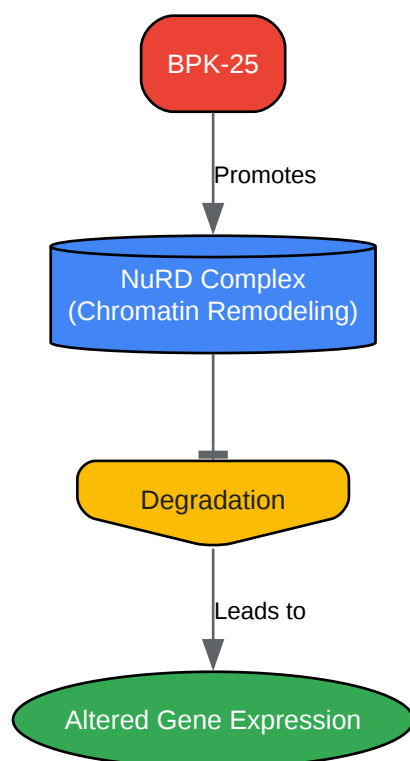 BPK-25
Promotes
NuRD Complex
(Chromatin Remodeling)
Degradation
Leads to
Altered Gene Expression